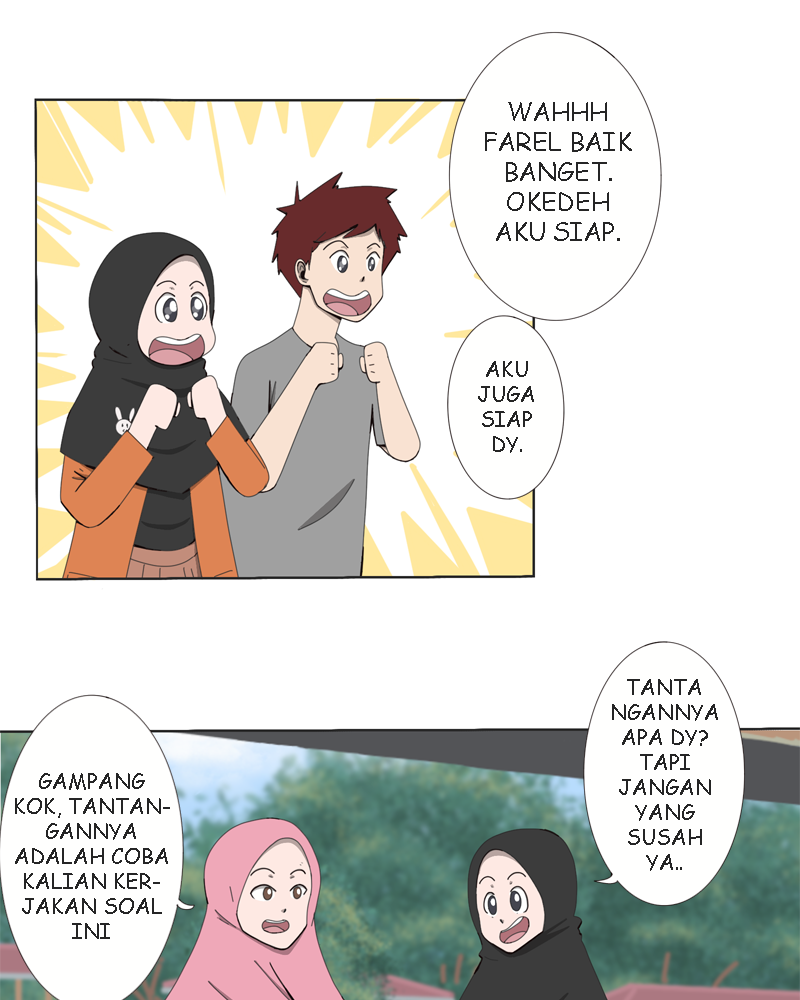 WAHHH
FAREL BAIK
BANGET.
OKEDEH
AKU SIAP.
AKU
JUGA
SIAP
DY.
TANTA
NGANNYA
APA DY?
TAPI
JANGAN
YANG
SUSAH
YA..
GAMPANG
KOK, TANTAN-
GANNYA
ADALAH COBA
KALIAN KER-
JAKAN SOAL
INI